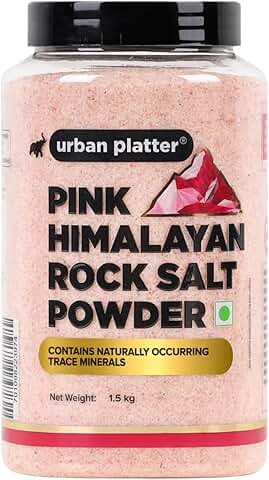 urban platter®
PINK
HIMALAYAN
ROCK SALT
POWDER
CONTAINS NATURALLY OCCURRING
TRACE MINERALS
Net Weight: 1.5 kg